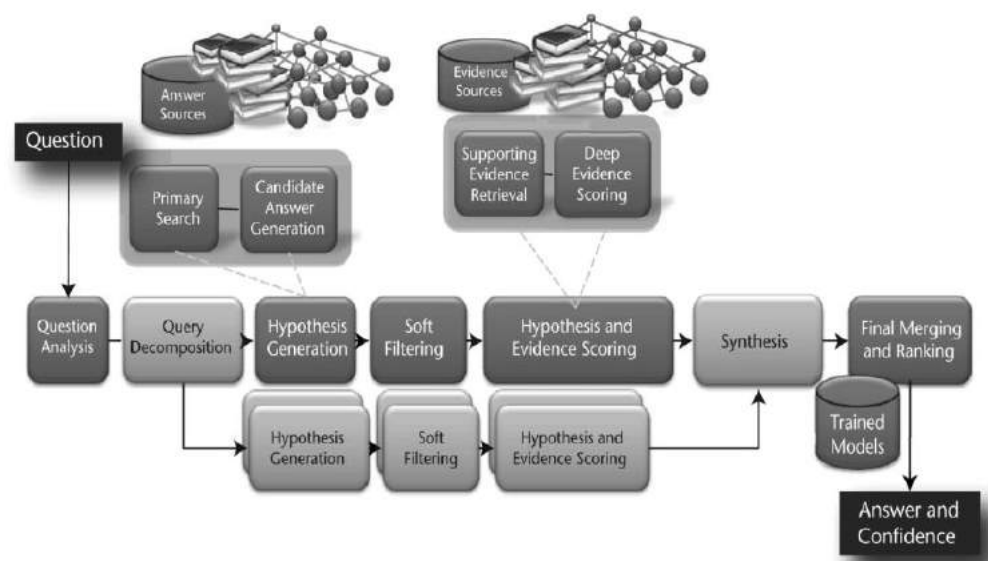 Answer
Sources
Evidence
Sources
Question
Primary
Search
Candidate
Answer
Generation
Supporting
Evidence
Retrieval
Deep
Evidence
Scoring
Question
Analysis
Query
Decomposition
Hypothesis
Generation
Soft
Filtering
Hypothesis and
Evidence Scoring
Synthesis
Final Merging
and Ranking
Trained
Models
Hypothesis
Generation
Soft
Filtering
Hypothesis and
Evidence Scoring
Answer and
Confidence